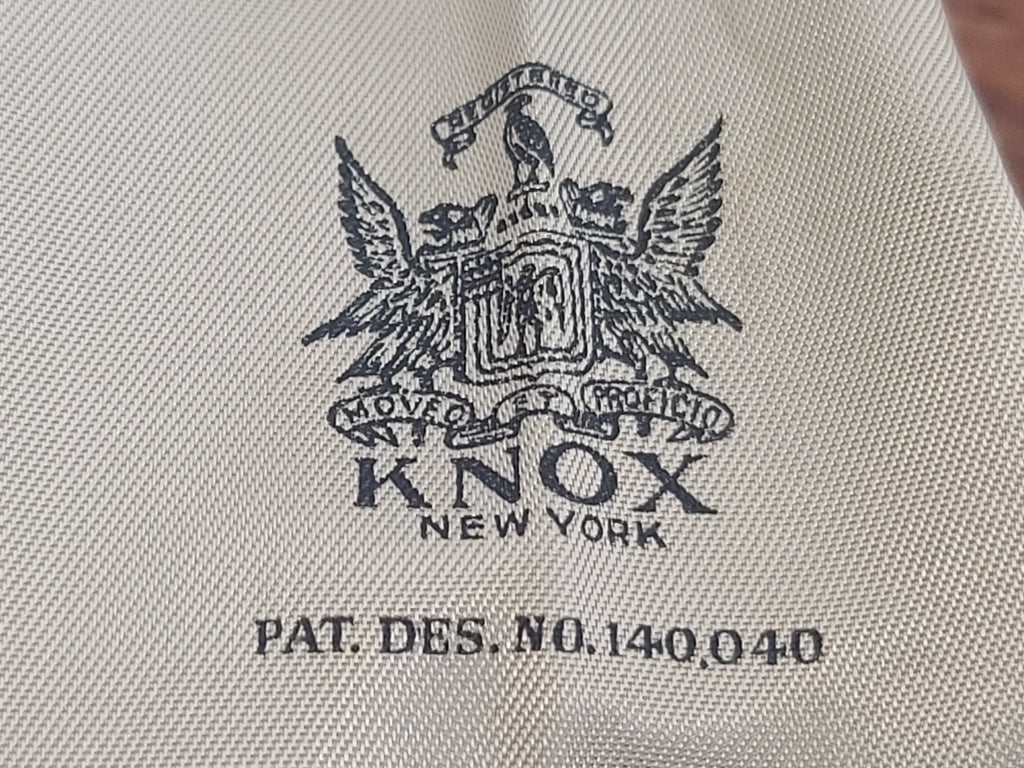 REGISTERED
MOVEO ET PROFICIO
KNOX
NEW YORK
PAT. DES. NO. 140,040